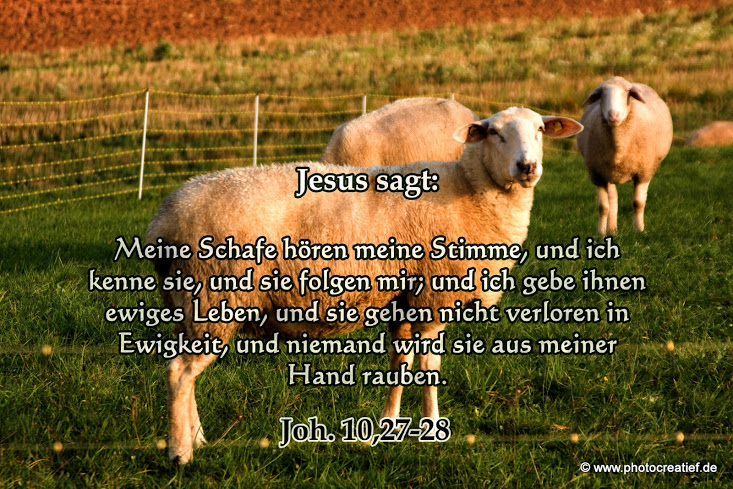 Jesus sagt:
Meine Schafe hören meine Stimme, und ich
kenne sie, und sie folgen mir; und ich gebe ihnen
ewiges Leben, und sie gehen nicht verloren in
Ewigkeit, und niemand wird sie aus meiner
Hand rauben.
Joh. 10,27-28
© www.photocreatief.de